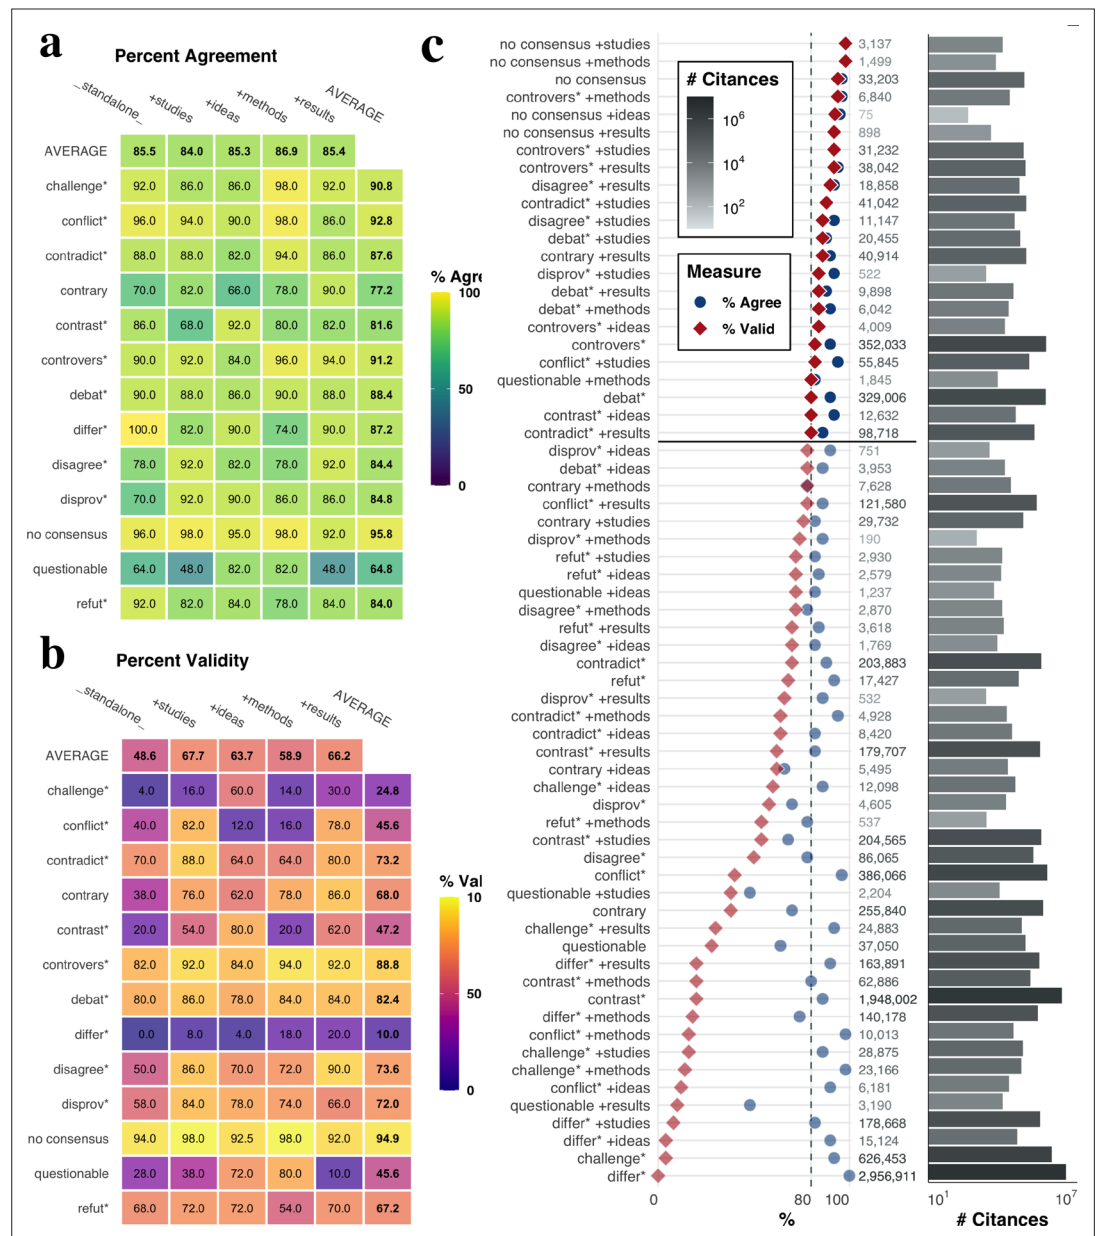 a
Percent Agreement
_standalone_ +studies +ideas +methods +results AVERAGE
AVERAGE 85.5 84.0 85.3 86.9 85.4
challenge* 92.0 86.0 86.0 98.0 92.0 90.8
conflict* 96.0 94.0 90.0 98.0 86.0 92.8
contradict* 88.0 88.0 82.0 94.0 86.0 87.6
contrary 70.0 82.0 66.0 78.0 90.0 77.2
contrast* 86.0 68.0 92.0 80.0 82.0 81.6
controvers* 90.0 92.0 84.0 96.0 94.0 91.2
debat* 90.0 88.0 86.0 90.0 88.0 88.4
differ* 100.0 82.0 90.0 74.0 90.0 87.2
disagree* 78.0 92.0 82.0 78.0 92.0 84.4
disprov* 70.0 92.0 90.0 86.0 86.0 84.8
no consensus 96.0 98.0 95.0 98.0 92.0 95.8
questionable 64.0 48.0 82.0 82.0 48.0 64.8
refut* 92.0 82.0 84.0 78.0 84.0 84.0
% Agre
100
50
0
b
Percent Validity
_standalone_ +studies +ideas +methods +results AVERAGE
AVERAGE 48.6 67.7 63.7 58.9 66.2
challenge* 4.0 16.0 60.0 14.0 30.0 24.8
conflict* 40.0 82.0 12.0 16.0 78.0 45.6
contradict* 70.0 88.0 64.0 64.0 80.0 73.2
contrary 38.0 76.0 62.0 78.0 86.0 68.0
contrast* 20.0 54.0 80.0 20.0 62.0 47.2
controvers* 82.0 92.0 84.0 94.0 92.0 88.8
debat* 80.0 86.0 78.0 84.0 84.0 82.4
differ* 0.0 8.0 4.0 18.0 20.0 10.0
disagree* 50.0 86.0 70.0 72.0 90.0 73.6
disprov* 58.0 84.0 78.0 74.0 66.0 72.0
no consensus 94.0 98.0 92.5 98.0 92.0 94.9
questionable 28.0 38.0 72.0 80.0 10.0 45.6
refut* 68.0 72.0 72.0 54.0 70.0 67.2
% Val
10
50
0
c
no consensus +studies 3,137
no consensus +methods 1,499
no consensus 33,203
controvers* +methods 6,840
no consensus +ideas 75
no consensus +results 898
controvers* +studies 31,232
controvers* +results 38,042
disagree* +results 18,858
contradict* +studies 41,042
disagree* +studies 11,147
debat* +studies 20,455
contrary +results 40,914
disprov* +studies 522
debat* +results 9,898
debat* +methods 6,042
controvers* +ideas 4,009
controvers* 352,033
conflict* +studies 55,845
questionable +methods 1,845
debat* 329,006
contrast* +ideas 12,632
contradict* +results 98,718
disprov* +ideas 751
debat* +ideas 3,953
contrary +methods 7,628
conflict* +results 121,580
contrary +studies 29,732
disprov* +methods 190
refut* +studies 2,930
refut* +ideas 2,579
questionable +ideas 1,237
disagree* +methods 2,870
refut* +results 3,618
disagree* +ideas 1,769
contradict* 203,883
refut* 17,427
disprov* +results 532
contradict* +methods 4,928
contradict* +ideas 8,420
contrast* +results 179,707
contrary +ideas 5,495
challenge* +ideas 12,098
disprov* 4,605
refut* +methods 537
contrast* +studies 204,565
disagree* 86,065
conflict* 386,066
questionable +studies 2,204
contrary 255,840
challenge* +results 24,883
questionable 37,050
differ* +results 163,891
contrast* +methods 62,886
contrast* 1,948,002
differ* +methods 140,178
conflict* +methods 10,013
challenge* +studies 28,875
challenge* +methods 23,166
conflict* +ideas 6,181
questionable +results 3,190
differ* +studies 178,668
differ* +ideas 15,124
challenge* 626,453
differ* 2,956,911
0 80 100
%
# Citances
10⁶
10⁴
10²
Measure
% Agree
% Valid
10¹ 10⁷
# Citances